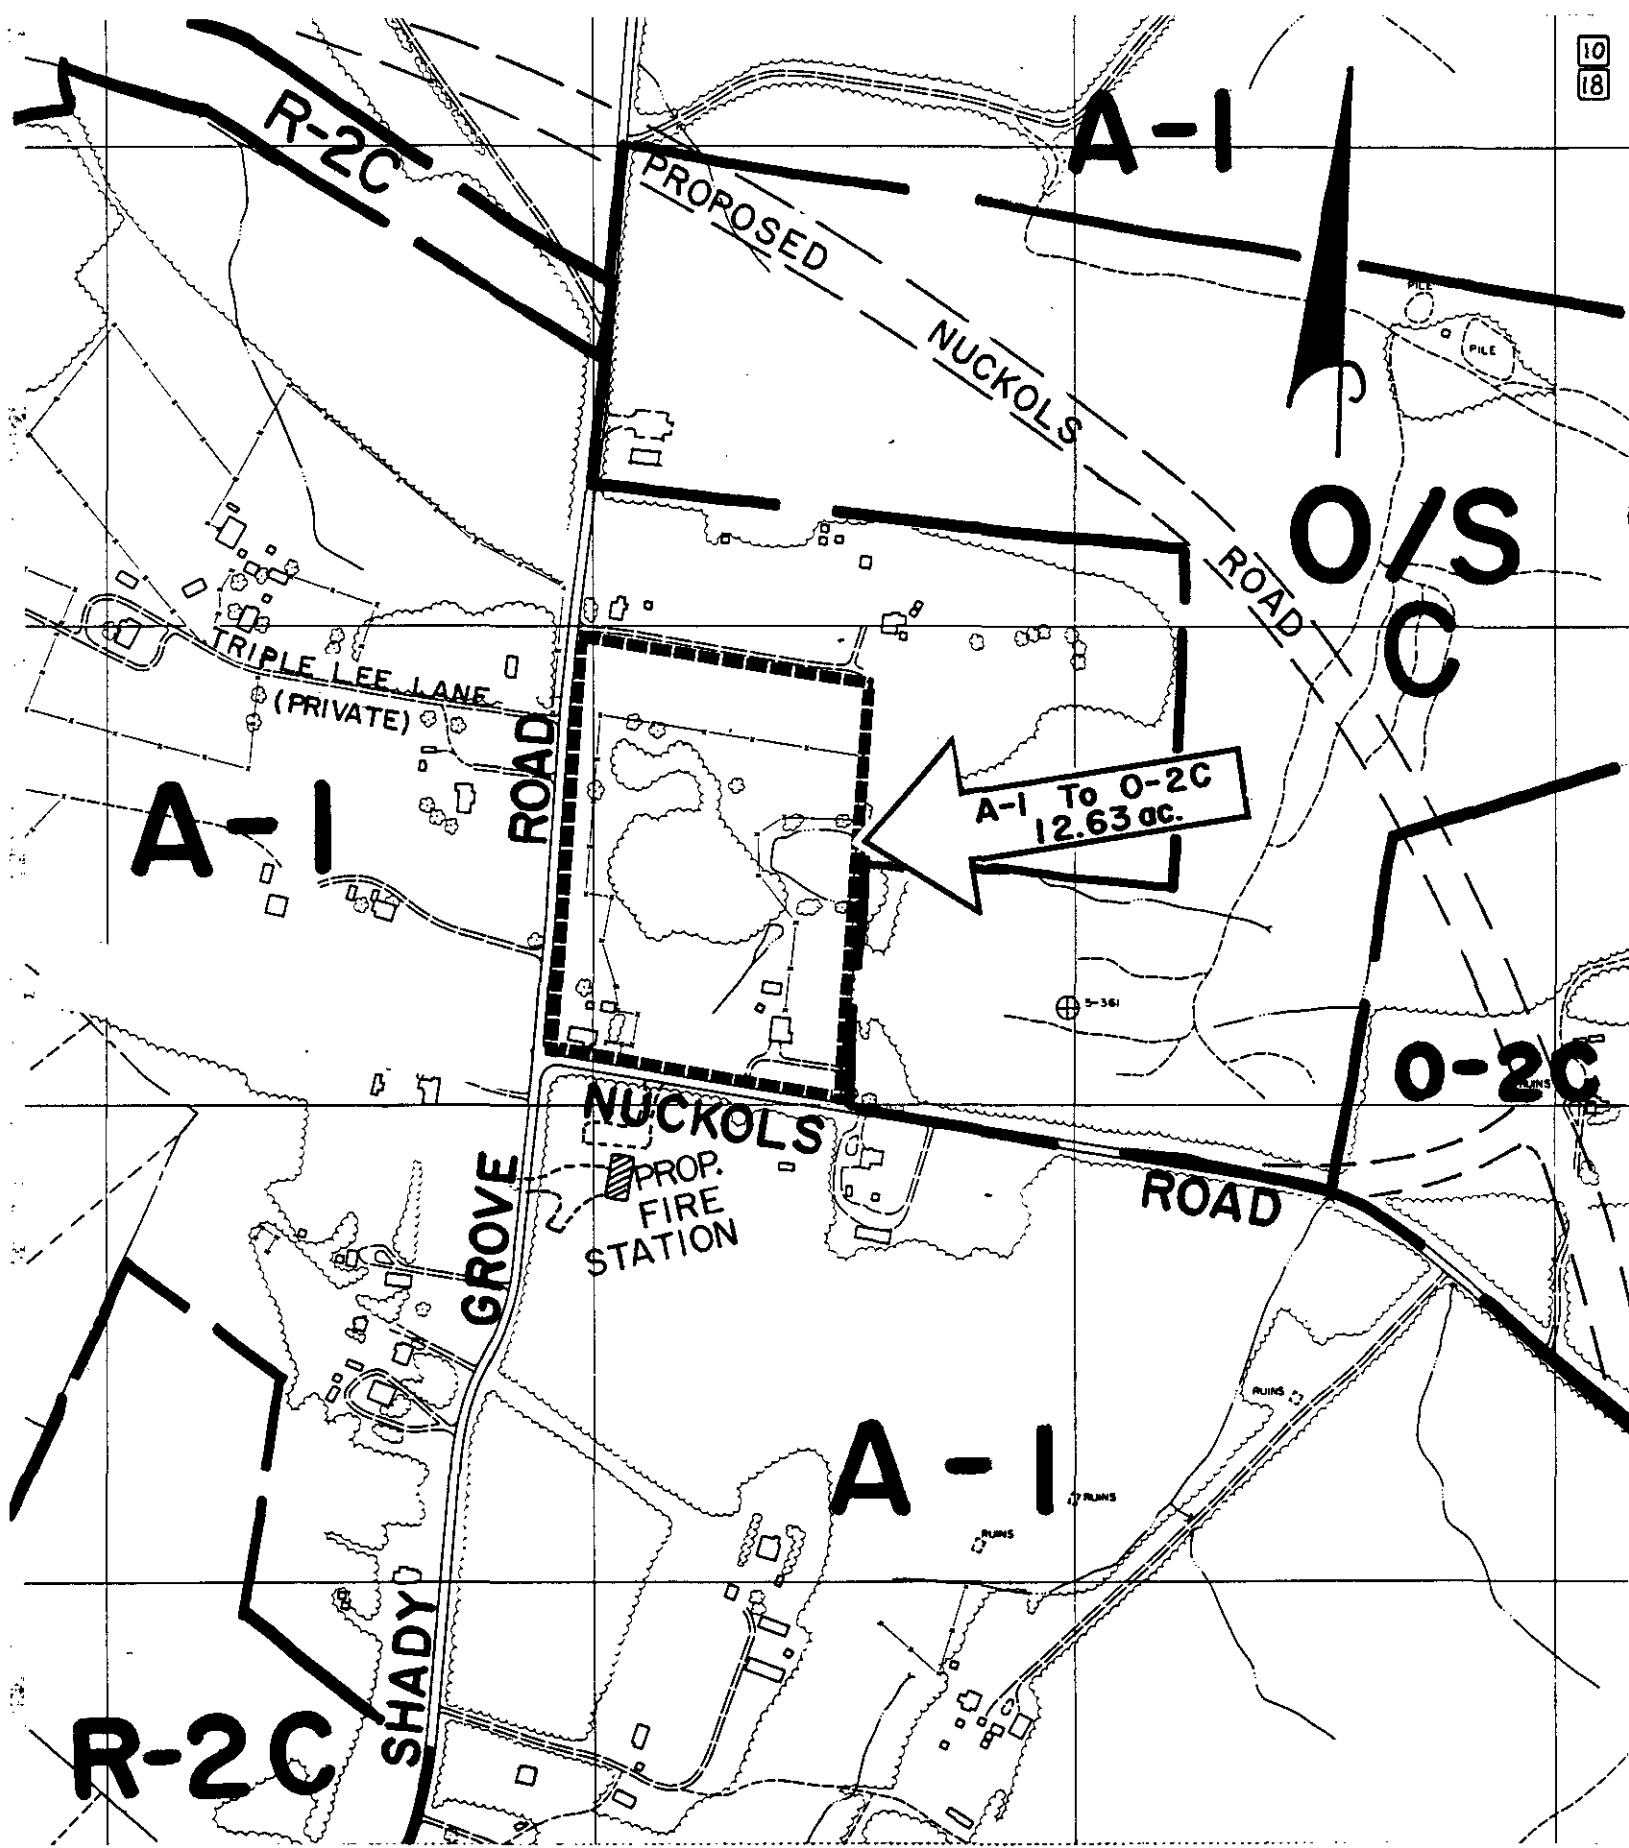 10
18
A-1
R-2C
PROPOSED NUCKOLS ROAD
PILE
PILE
O/S
C
TRIPLE LEE LANE
(PRIVATE)
A-1
A-1 To O-2C
12.63 ac.
S-361
O-2C
RUINS
NUCKOLS ROAD
PROP.
FIRE
STATION
SHADY GROVE ROAD
RUINS
A-1
RUINS
RUINS
R-2C